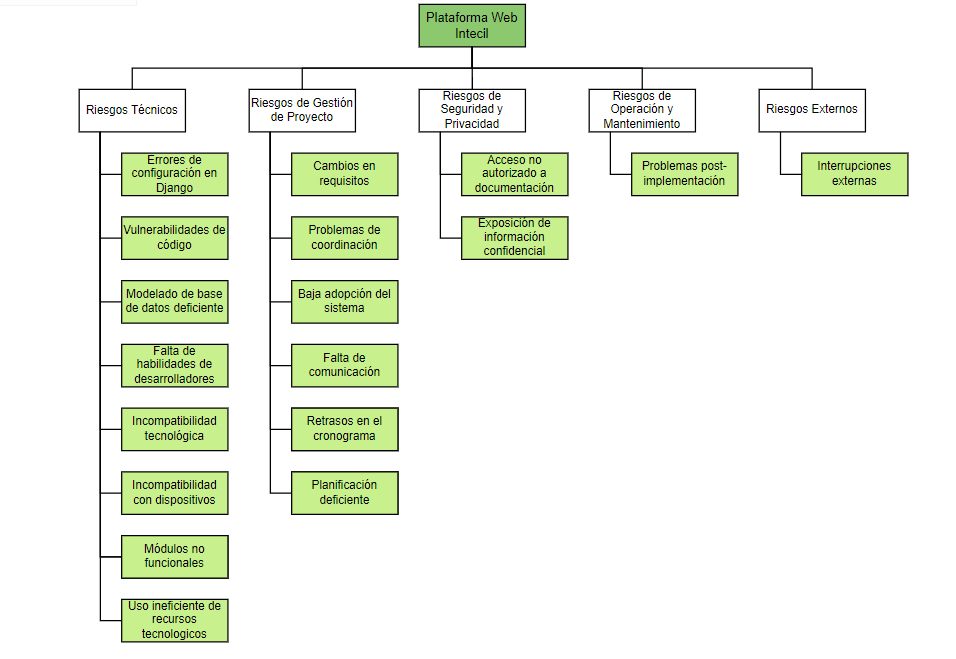 Plataforma Web
Intecil
Riesgos Técnicos
Riesgos de Gestión
de Proyecto
Riesgos de
Seguridad y
Privacidad
Riesgos de
Operación y
Mantenimiento
Riesgos Externos
Errores de
configuración en
Django
Vulnerabilidades de
código
Modelado de base
de datos deficiente
Falta de
habilidades de
desarrolladores
Incompatibilidad
tecnológica
Incompatibilidad
con dispositivos
Módulos no
funcionales
Uso ineficiente de
recursos
tecnologicos
Cambios en
requisitos
Problemas de
coordinación
Baja adopción del
sistema
Falta de
comunicación
Retrasos en el
cronograma
Planificación
deficiente
Acceso no
autorizado a
documentación
Exposición de
información
confidencial
Problemas post-
implementación
Interrupciones
externas